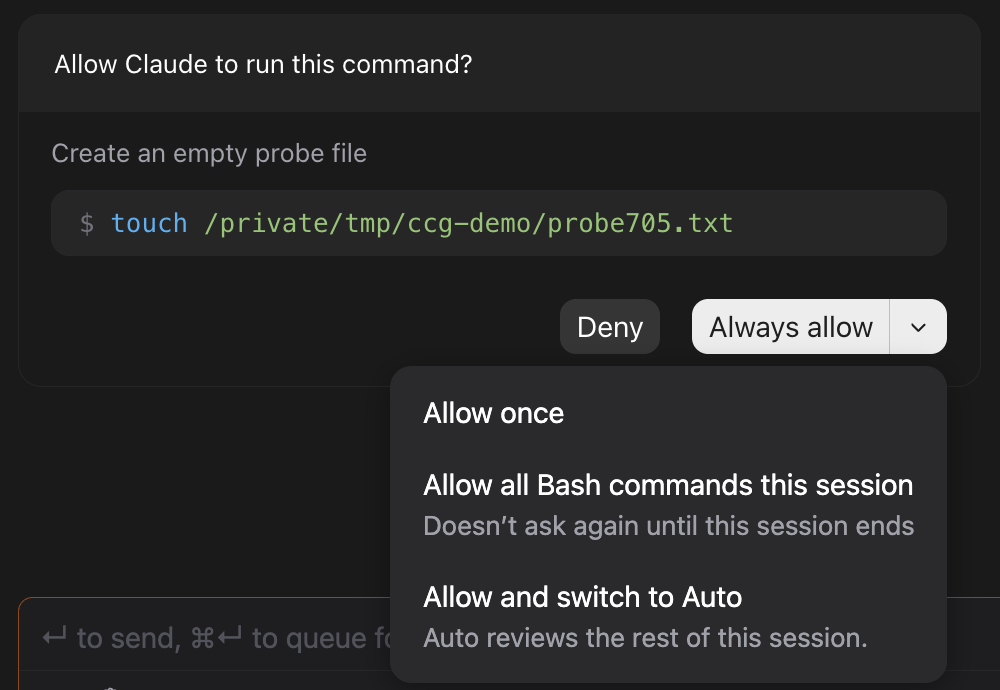 Allow Claude to run this command?
Create an empty probe file
$ touch /private/tmp/ccg-demo/probe705.txt
Deny
Always allow
Allow once
Allow all Bash commands this session
Doesn’t ask again until this session ends
Allow and switch to Auto
Auto reviews the rest of this session.
↵ to send, ⌘↵ to queue